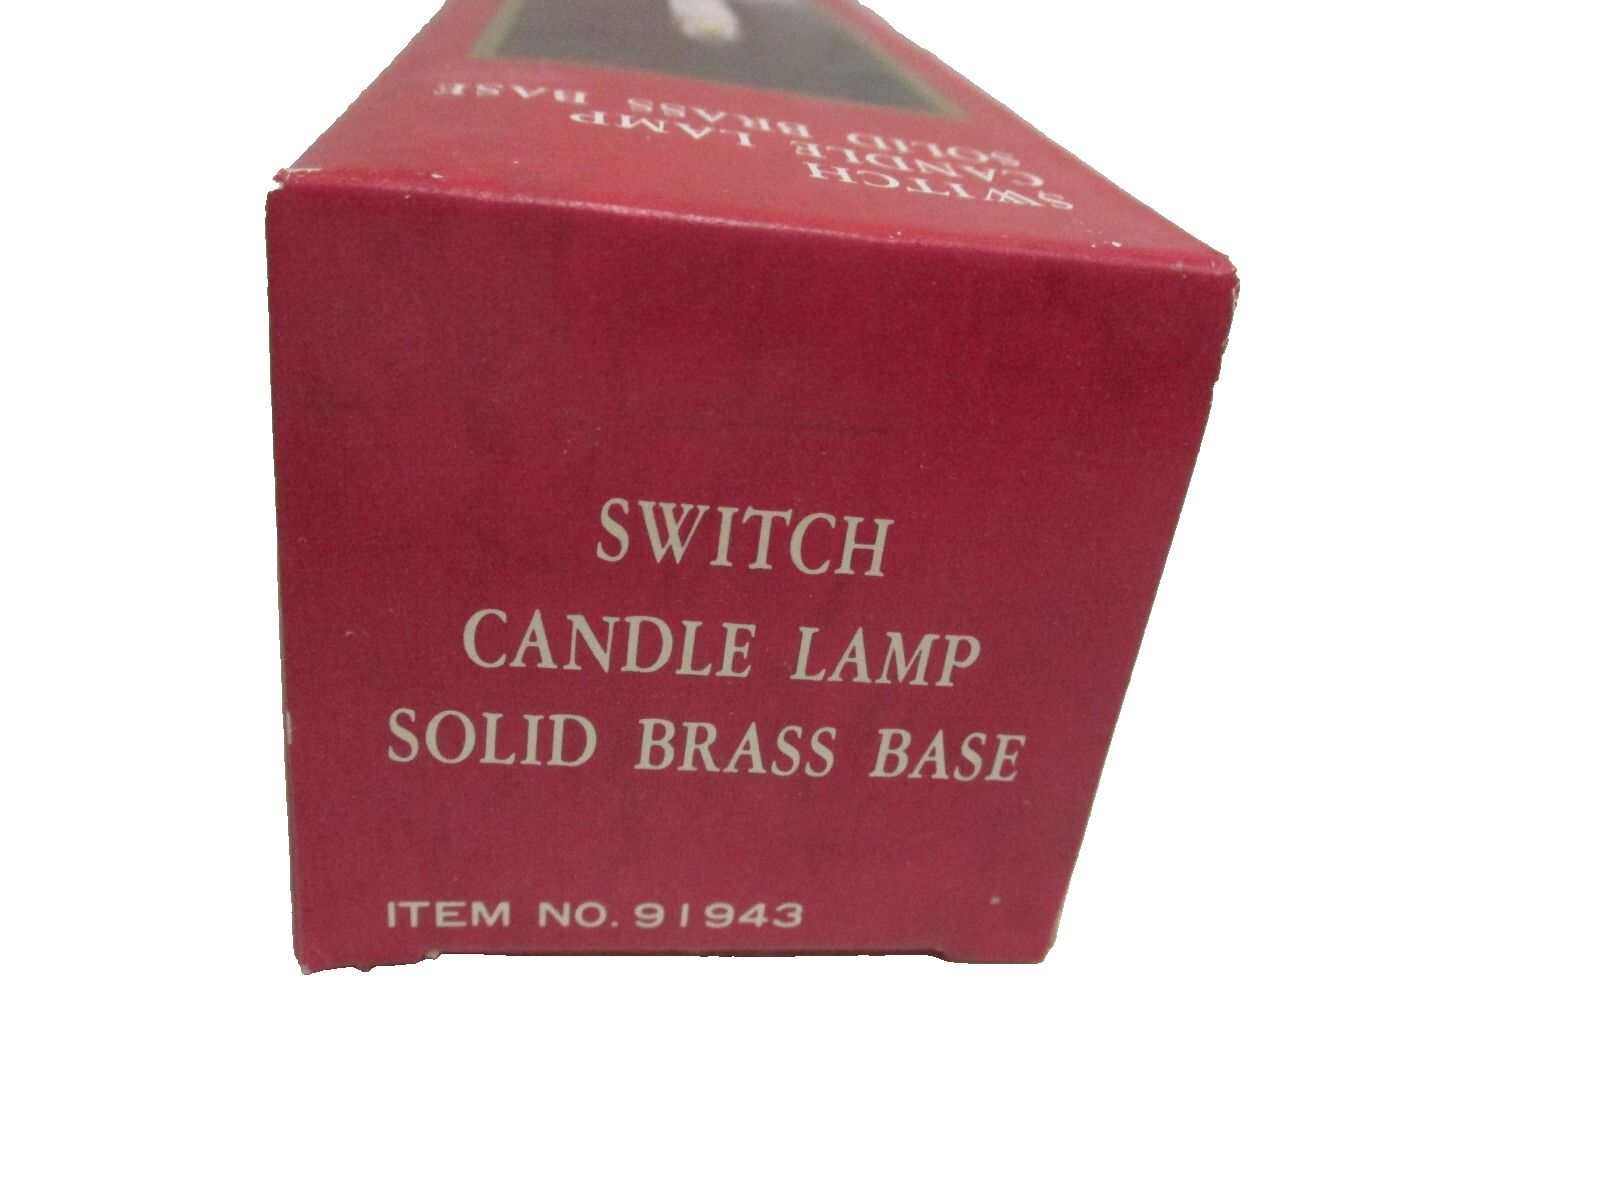 SWITCH
CANDLE LAMP
SOLID BRASS BASE
SWITCH
CANDLE LAMP
SOLID BRASS BASE
ITEM NO. 91943